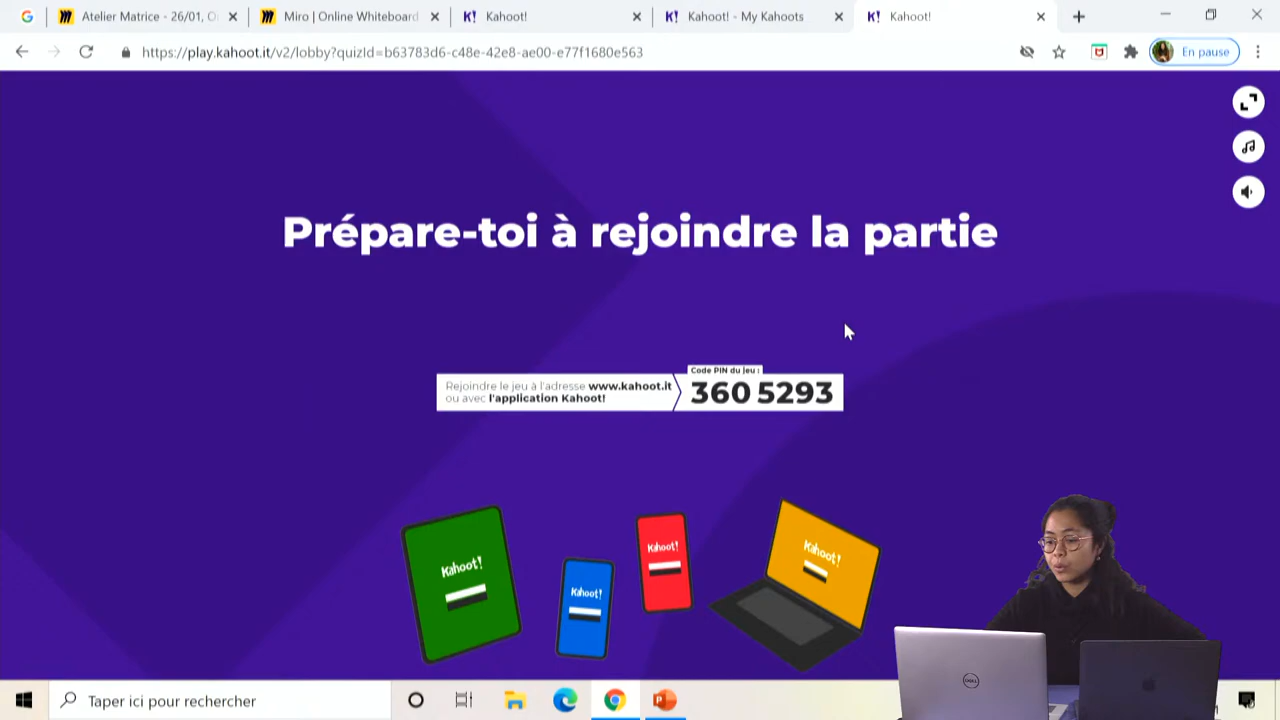 Atelier Matrice - 26/01, O
Miro | Online Whiteboard
Kahoot!
Kahoot! - My Kahoots
Kahoot!
https://play.kahoot.it/v2/lobby?quizId=b63783d6-c48e-42e8-ae00-e77f1680e563
En pause
Prépare-toi à rejoindre la partie
Code PIN du jeu :
Rejoindre le jeu à l'adresse www.kahoot.it
ou avec l'application Kahoot!
360 5293
Kahoot!
Kahoot!
Kahoot!
Kahoot!
DELL
Taper ici pour rechercher